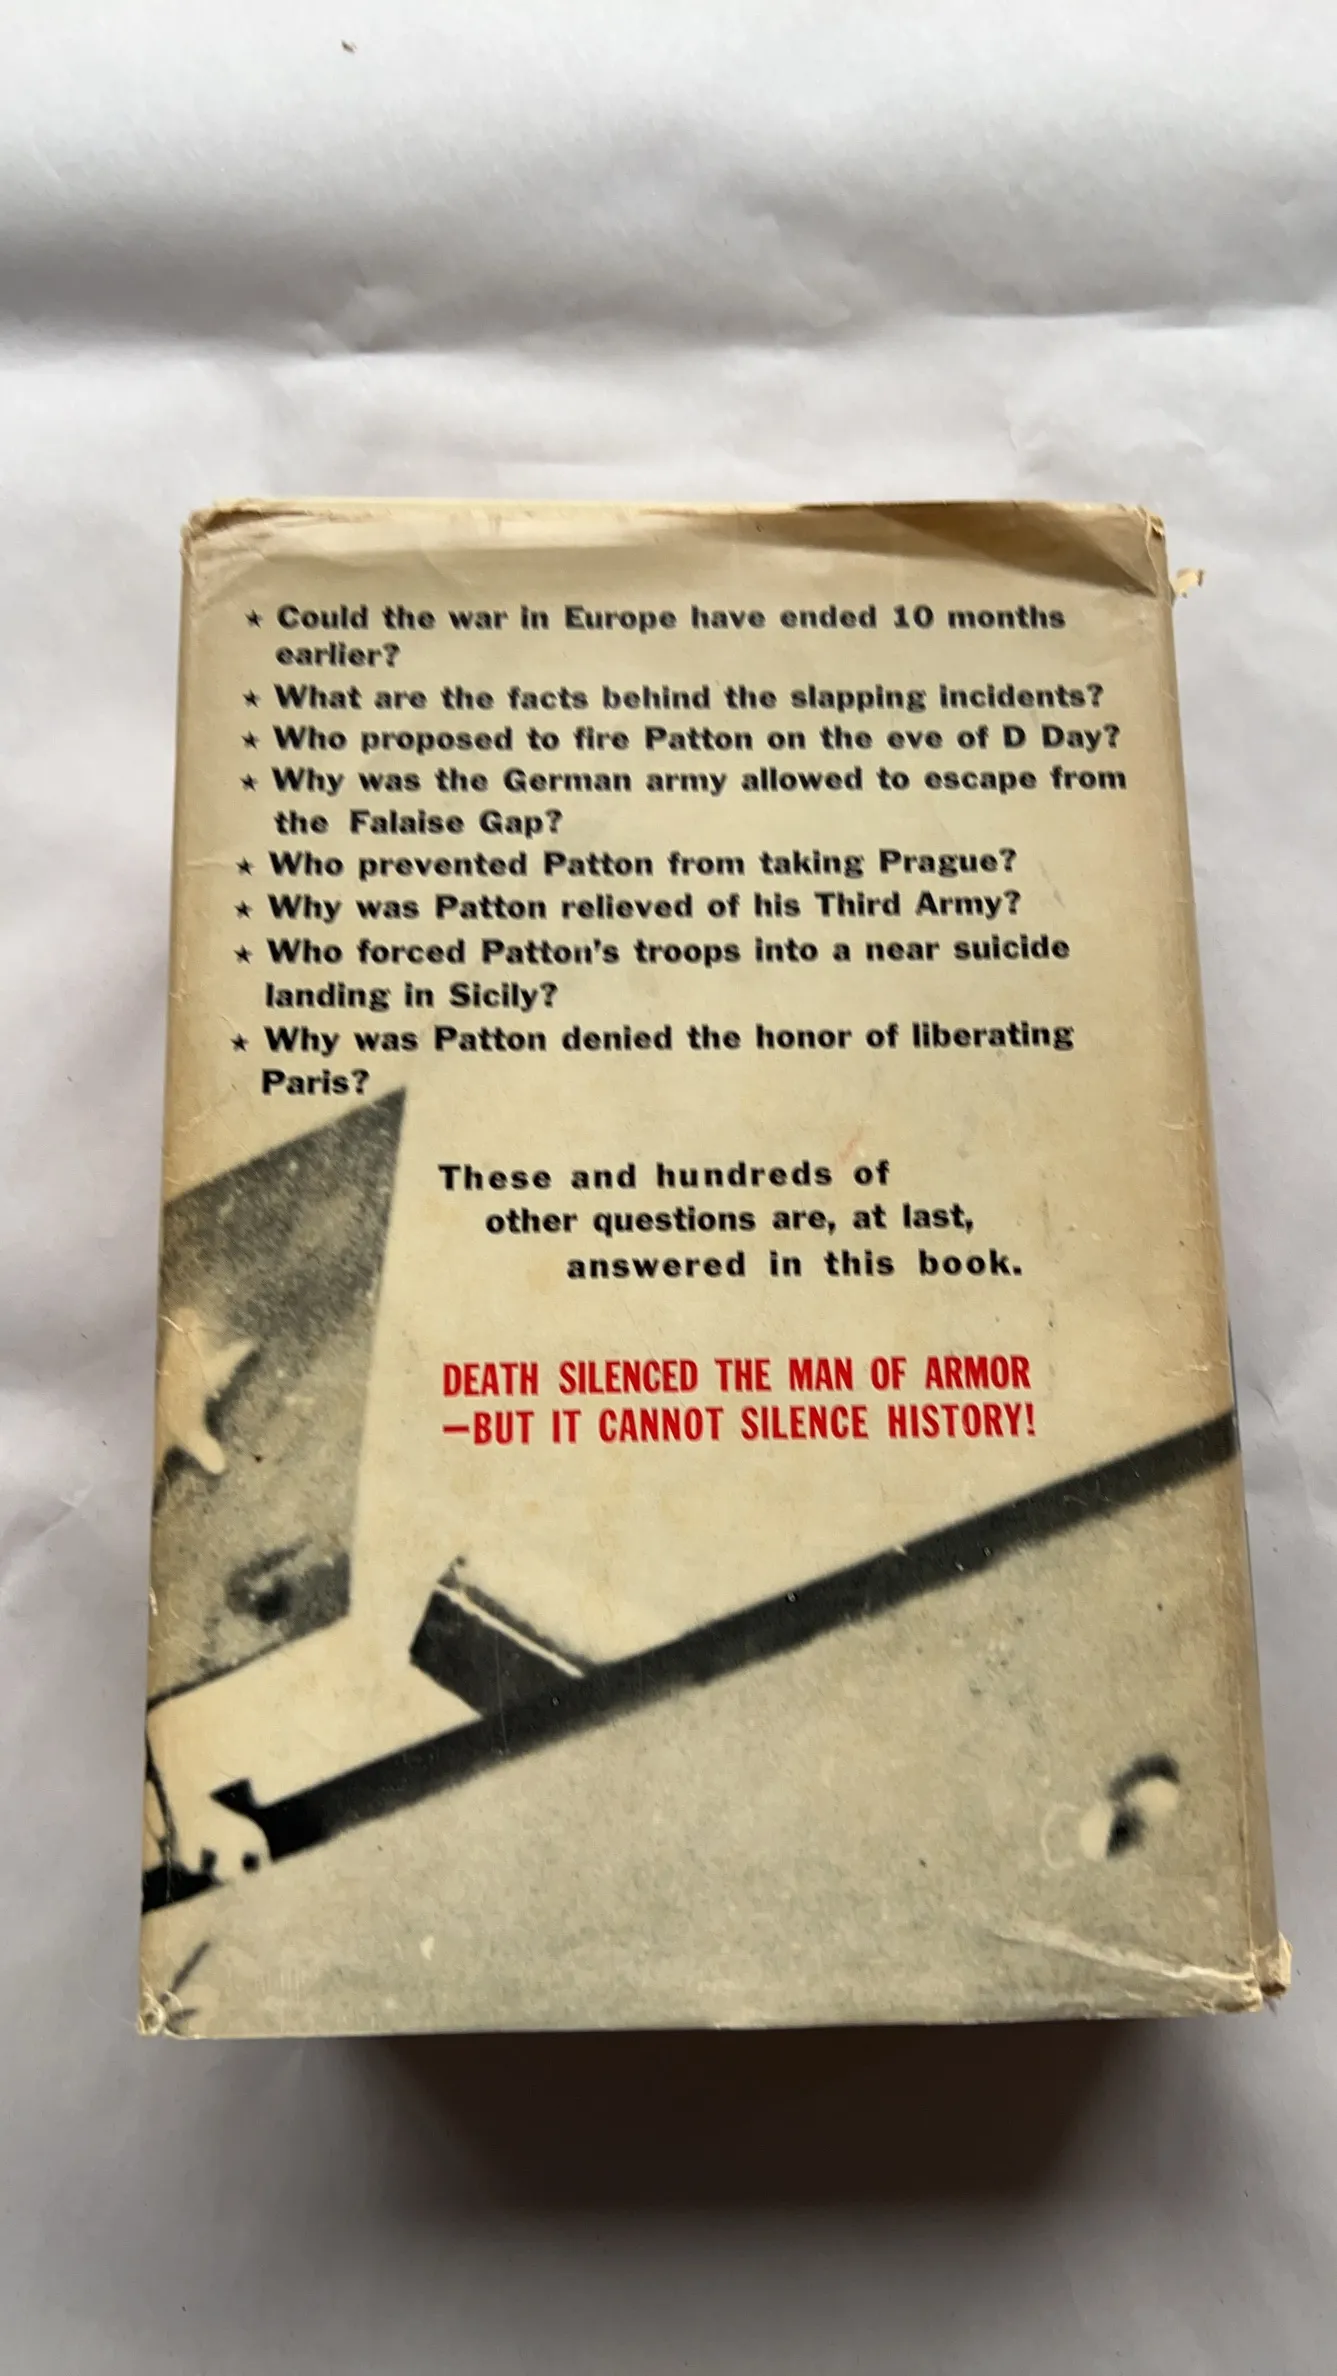 ★ Could the war in Europe have ended 10 months
earlier?
★ What are the facts behind the slapping incidents?
★ Who proposed to fire Patton on the eve of D Day?
★ Why was the German army allowed to escape from
the Falaise Gap?
★ Who prevented Patton from taking Prague?
★ Why was Patton relieved of his Third Army?
★ Who forced Patton's troops into a near suicide
landing in Sicily?
★ Why was Patton denied the honor of liberating
Paris?
These and hundreds of
other questions are, at last,
answered in this book.
DEATH SILENCED THE MAN OF ARMOR
—BUT IT CANNOT SILENCE HISTORY!